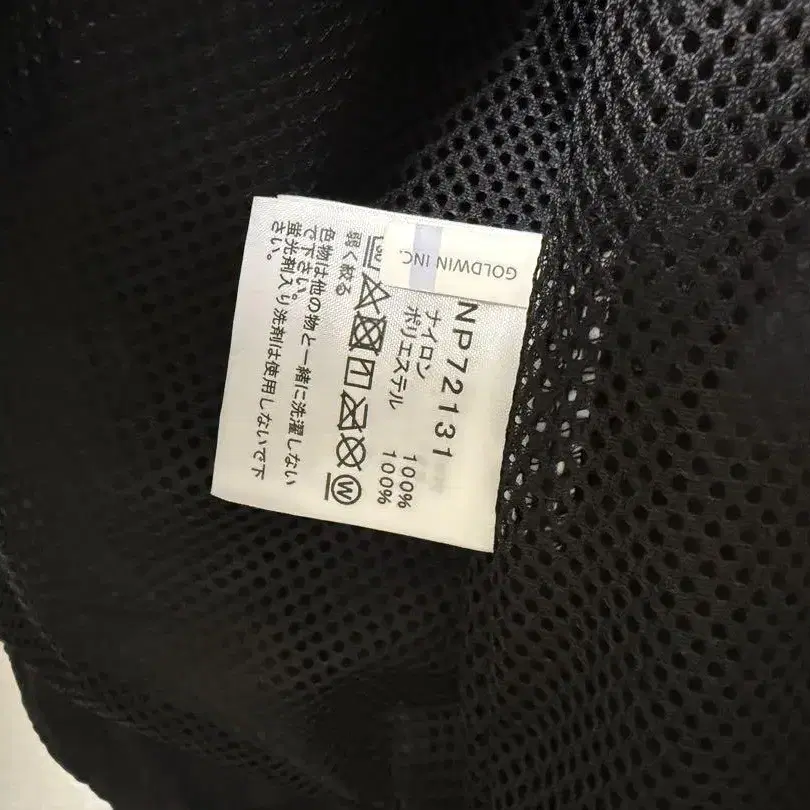 GOLDWIN INC.
NP72131
ナイロン 100%
ポリエステル 100%
弱く絞る
色物は他の物と一緒に洗濯しない
で下さい。
蛍光剤入り洗剤は使用しないで下
さい。